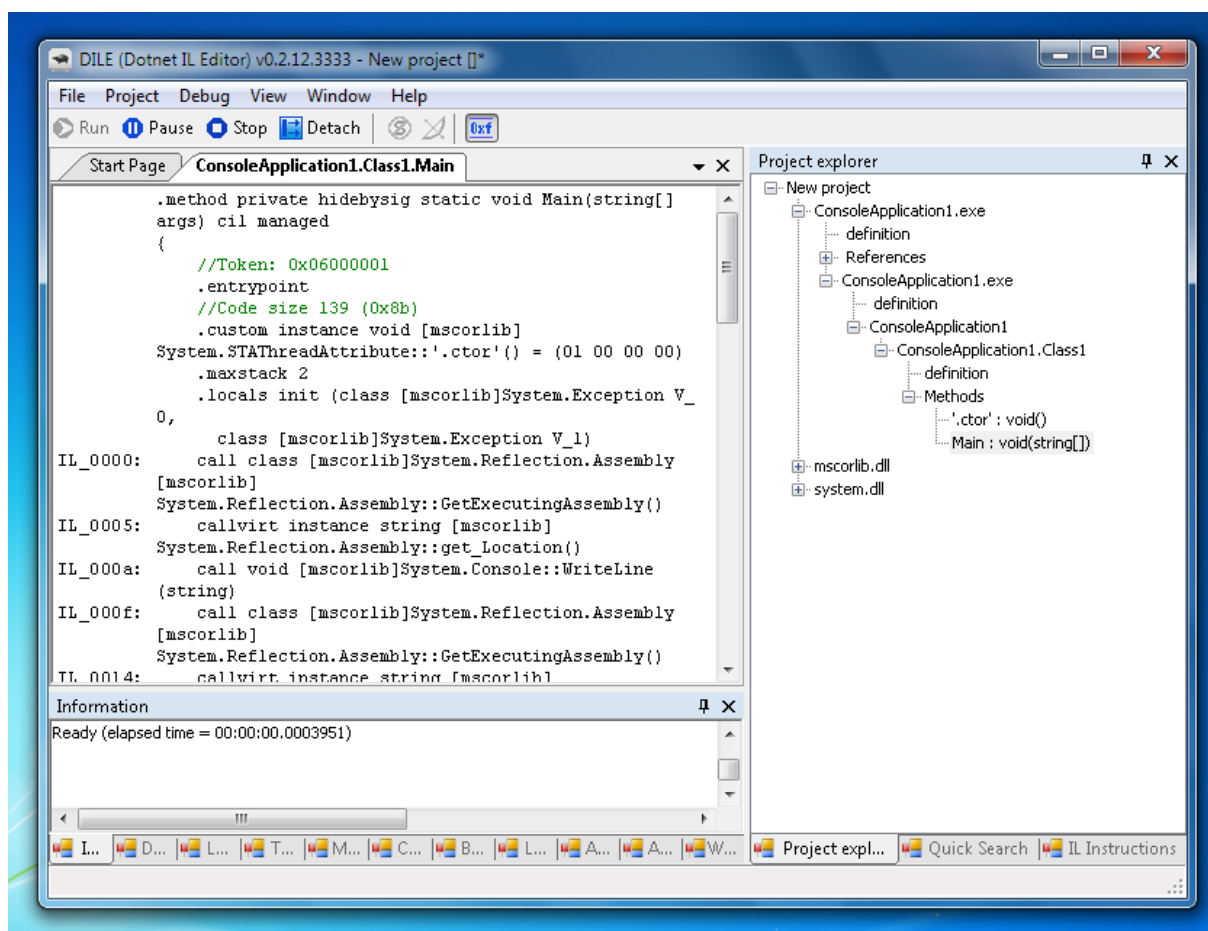 DILE (Dotnet IL Editor) v0.2.12.3333 - New project []*
File Project Debug View Window Help
Run Pause Stop Detach 0xf
Start Page ConsoleApplication1.Class1.Main
.method private hidebysig static void Main(string[]
args) cil managed
{
//Token: 0x06000001
.entrypoint
//Code size 139 (0x8b)
.custom instance void [mscorlib]
System.STAThreadAttribute::'.ctor'() = (01 00 00 00)
.maxstack 2
.locals init (class [mscorlib]System.Exception V_
0,
class [mscorlib]System.Exception V_1)
IL_0000: call class [mscorlib]System.Reflection.Assembly
[mscorlib]
System.Reflection.Assembly::GetExecutingAssembly()
IL_0005: callvirt instance string [mscorlib]
System.Reflection.Assembly::get_Location()
IL_000a: call void [mscorlib]System.Console::WriteLine
(string)
IL_000f: call class [mscorlib]System.Reflection.Assembly
[mscorlib]
System.Reflection.Assembly::GetExecutingAssembly()
IL_0014: callvirt instance string [mscorlib]
Information
Ready (elapsed time = 00:00:00.0003951)
I... D... L... T... M... C... B... L... A... A... W...
Project explorer
New project
ConsoleApplication1.exe
definition
References
ConsoleApplication1.exe
definition
ConsoleApplication1
ConsoleApplication1.Class1
definition
Methods
'.ctor' : void()
Main : void(string[])
mscorlib.dll
system.dll
Project expl... Quick Search IL Instructions